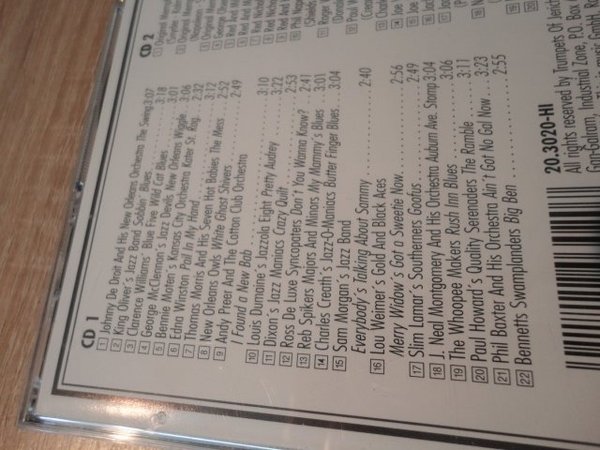 CD 1
1 Johnny De Droit And His New Orleans Orchestra The Swing 3:07
2 King Oliver's Jazz Band Sobbin' Blues 3:18
3 Clarence Williams' Blue Five Wild Cat Blues 3:01
4 George McClennon's Jazz Devils New Orleans Wiggle 3:06
5 Bennie Moten's Kansas City Orchestra Kater St. Rag 2:32
6 Edna Winston Pail In My Hand 3:12
7 Thomas Morris And His Seven Hot Babies The Mess 2:52
8 New Orleans Owls White Ghost Shivers 2:49
9 Andy Preer And The Cotton Club Orchestra
I Found a New Baby 3:10
10 Louis Dumaine's Jazzola Eight Pretty Audrey 3:22
11 Dixon's Jazz Maniacs Crazy Quilt 2:53
12 Ross De Luxe Syncopaters Don't You Wanna Know? 2:41
13 Reb Spikers Majors And Minors My Mammy's Blues 3:01
14 Charles Creath's Jazz-O-Maniacs Butter Finger Blues 3:04
15 Sam Morgan's Jazz Band
Everybody's Talking About Sammy 2:40
16 Lou Weimer's Gold And Black Aces
Merry Widow's Got a Sweetie Now 2:56
17 Slim Lamar's Southerners Goofus 2:49
18 J. Neal Montgomery And His Orchestra Auburn Ave. Stomp 3:04
19 The Whoopee Makers Rush Inn Blues 3:06
20 Paul Howard's Quality Serenaders The Ramble 3:11
21 Phil Baxter And His Orchestra Ain't Got No Gal Now 3:23
22 Bennetts Swamplanders Big Ben 2:55
CD 2
20.3020-HI
All rights reserved by Trumpets Of Jerich
Industrial Zone, P.O. Box